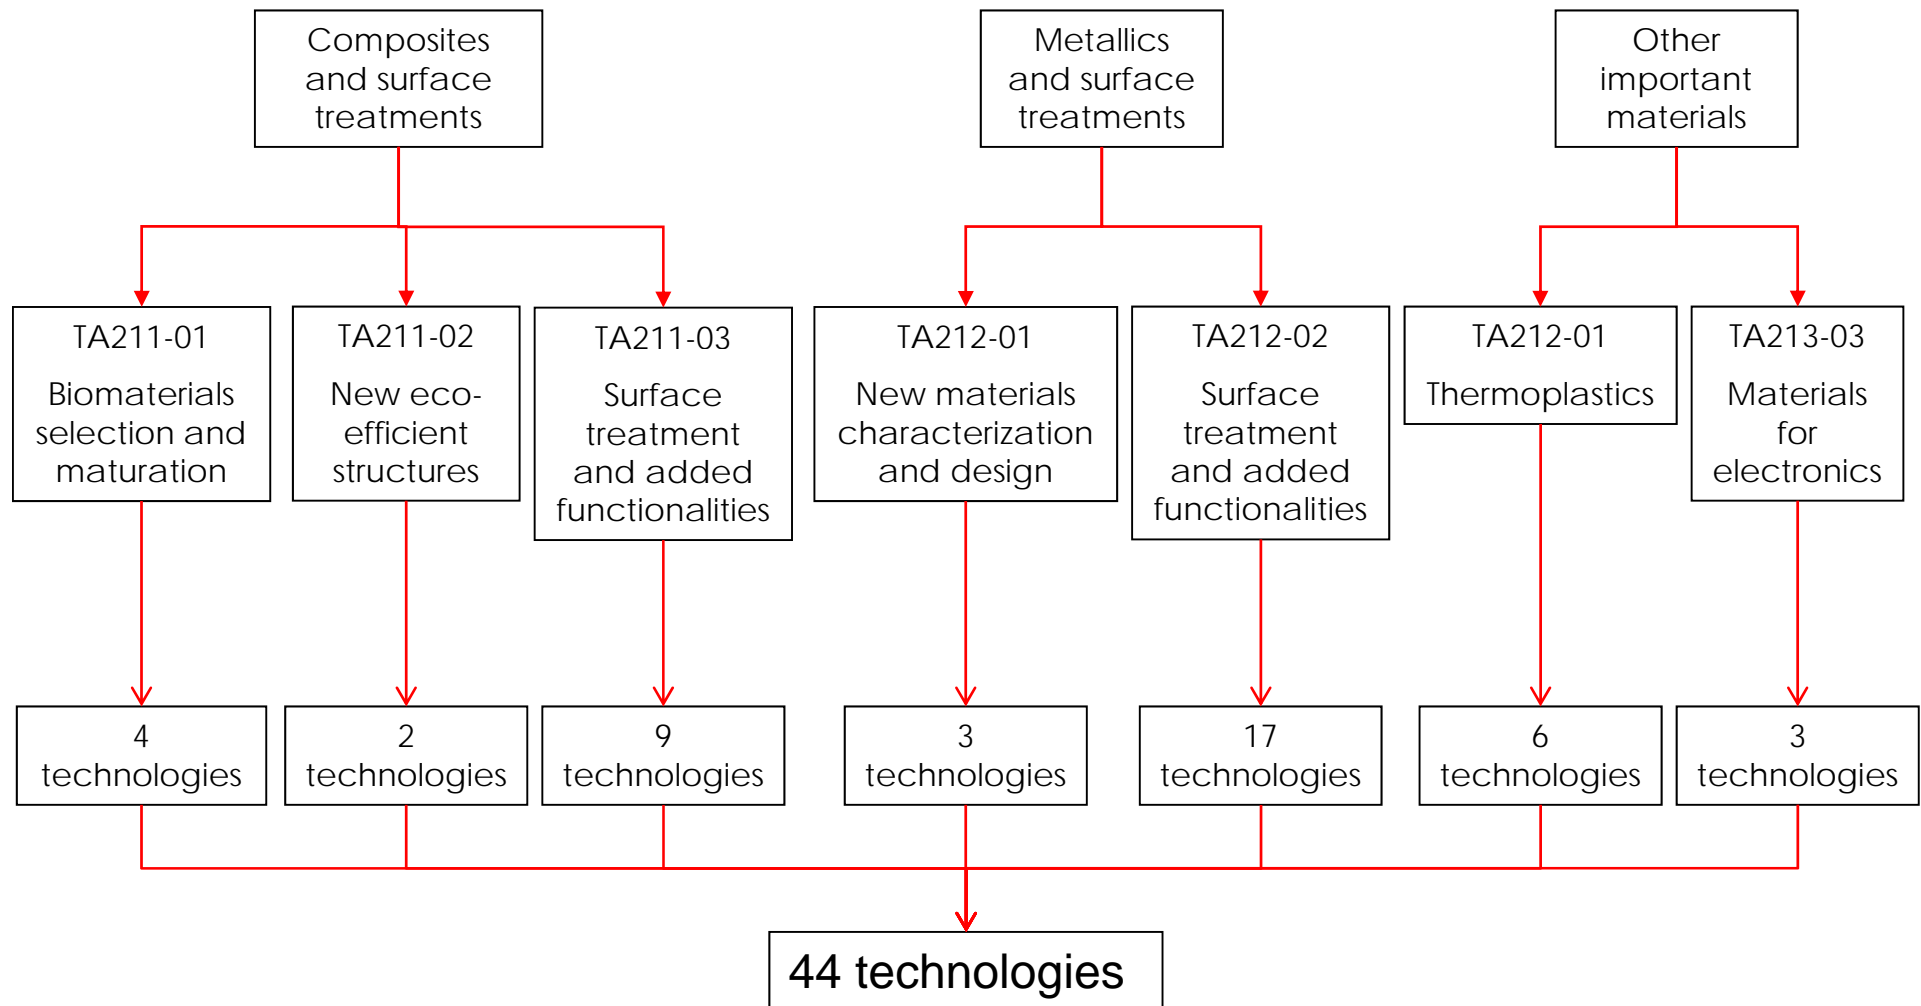 Composites
and surface
treatments
Metallics
and surface
treatments
Other
important
materials
TA211-01
Biomaterials
selection and
maturation
TA211-02
New eco-
efficient
structures
TA211-03
Surface
treatment
and added
functionalities
TA212-01
New materials
characterization
and design
TA212-02
Surface
treatment
and added
functionalities
TA212-01
Thermoplastics
TA213-03
Materials
for
electronics
4
technologies
2
technologies
9
technologies
3
technologies
17
technologies
6
technologies
3
technologies
44 technologies